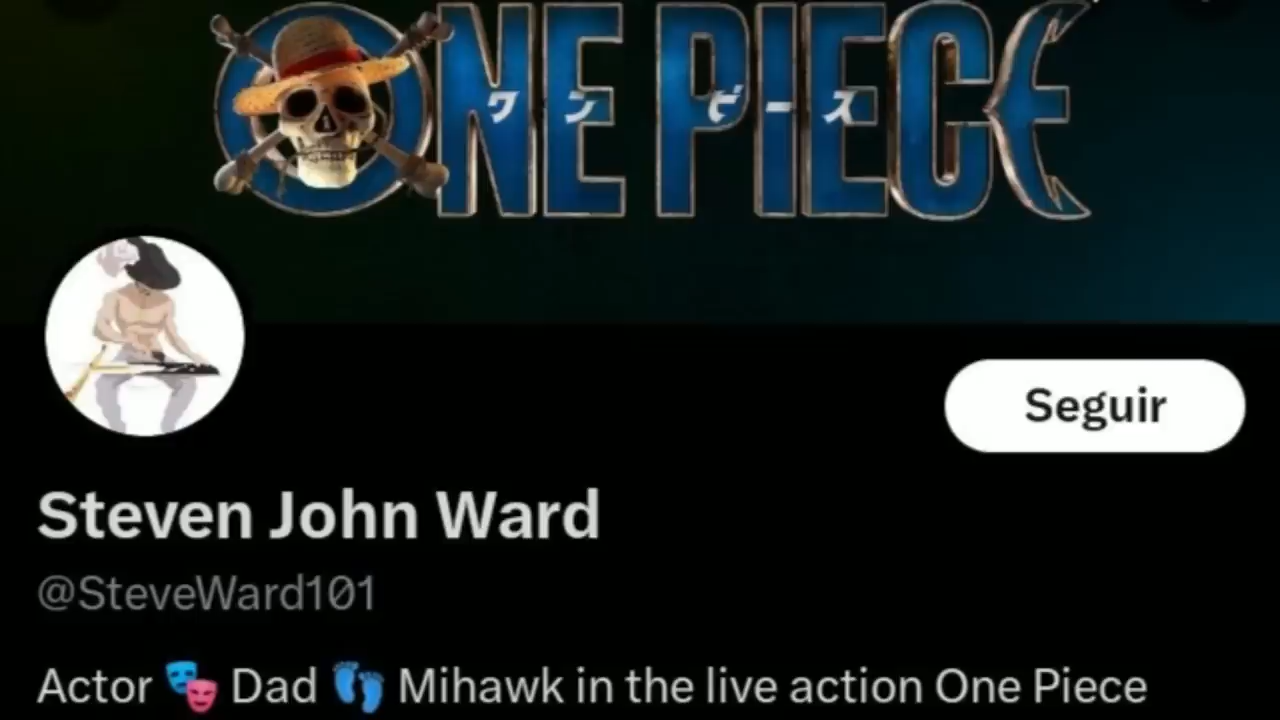 ONE PIECE
ワンピース
Seguir
Steven John Ward
@SteveWard101
Actor 🎭 Dad 👣 Mihawk in the live action One Piece